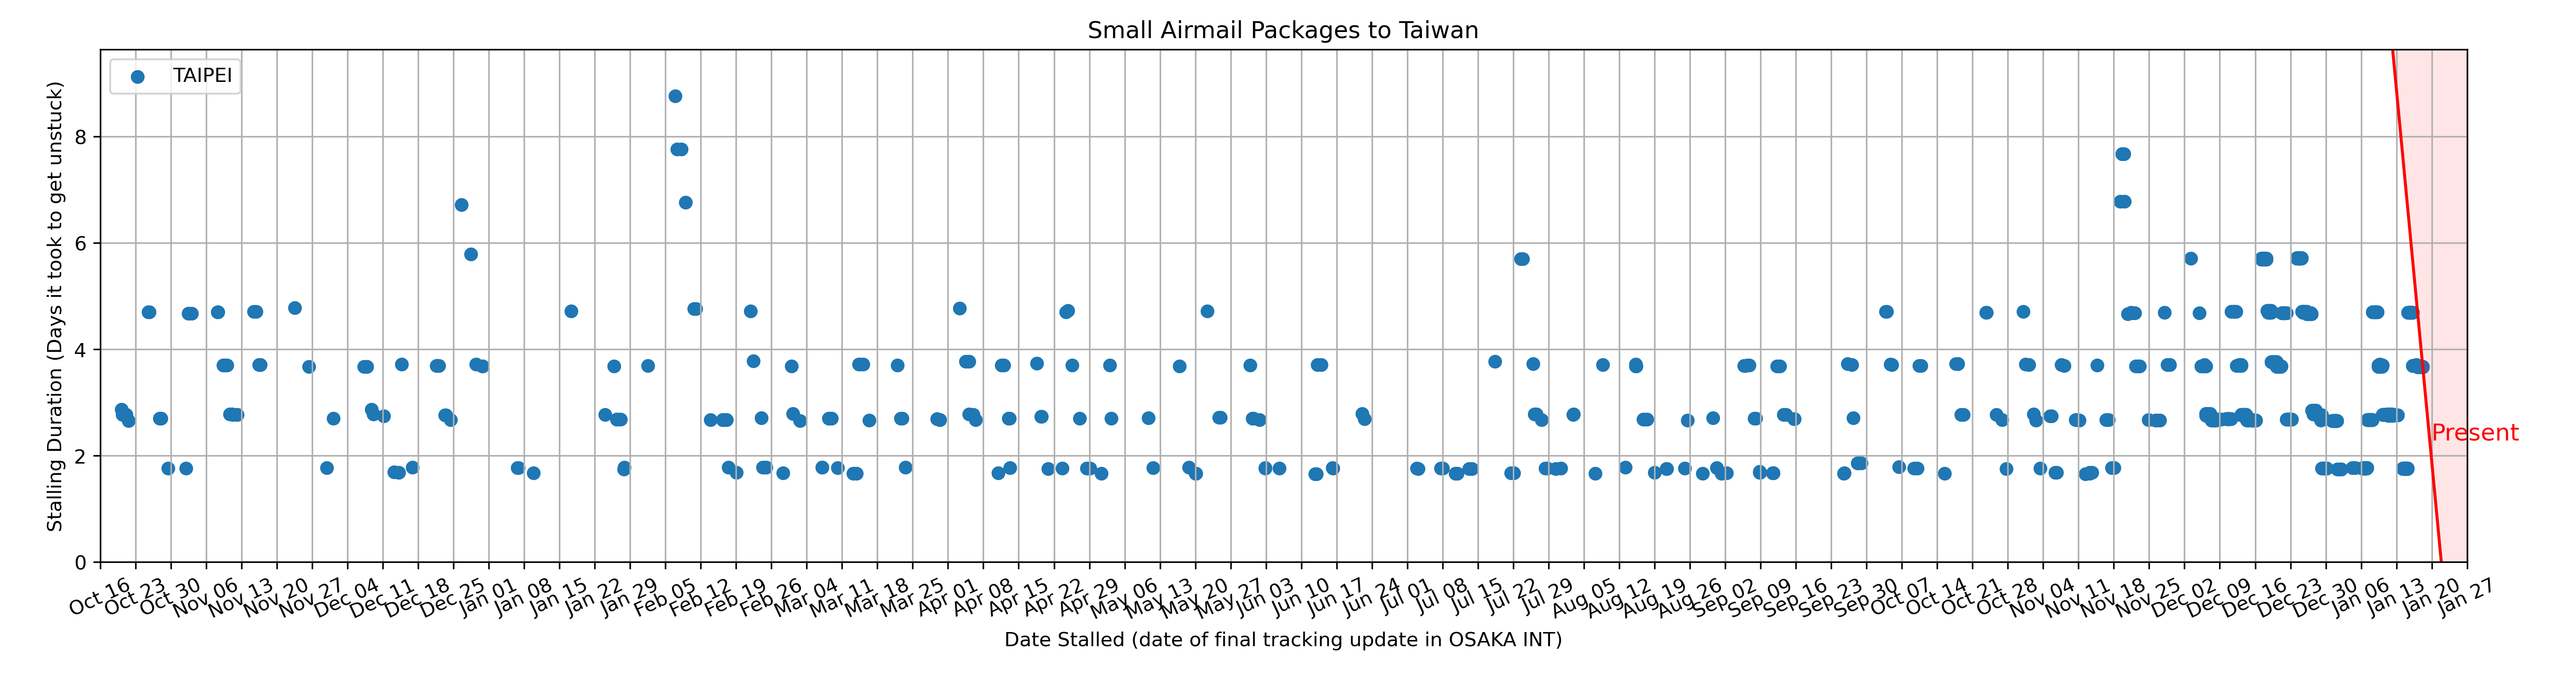 Small Airmail Packages to Taiwan
TAIPEI
Stalling Duration (Days it took to get unstuck)
8
6
4
2
0
Present
Oct 16 Oct 23 Oct 30 Nov 06 Nov 13 Nov 20 Nov 27 Dec 04 Dec 11 Dec 18 Dec 25 Jan 01 Jan 08 Jan 15 Jan 22 Jan 29 Feb 05 Feb 12 Feb 19 Feb 26 Mar 04 Mar 11 Mar 18 Mar 25 Apr 01 Apr 08 Apr 15 Apr 22 Apr 29 May 06 May 13 May 20 May 27 Jun 03 Jun 10 Jun 17 Jun 24 Jul 01 Jul 08 Jul 15 Jul 22 Jul 29 Aug 05 Aug 12 Aug 19 Aug 26 Sep 02 Sep 09 Sep 16 Sep 23 Sep 30 Oct 07 Oct 14 Oct 21 Oct 28 Nov 04 Nov 11 Nov 18 Nov 25 Dec 02 Dec 09 Dec 16 Dec 23 Dec 30 Jan 06 Jan 13 Jan 20 Jan 27
Date Stalled (date of final tracking update in OSAKA INT)